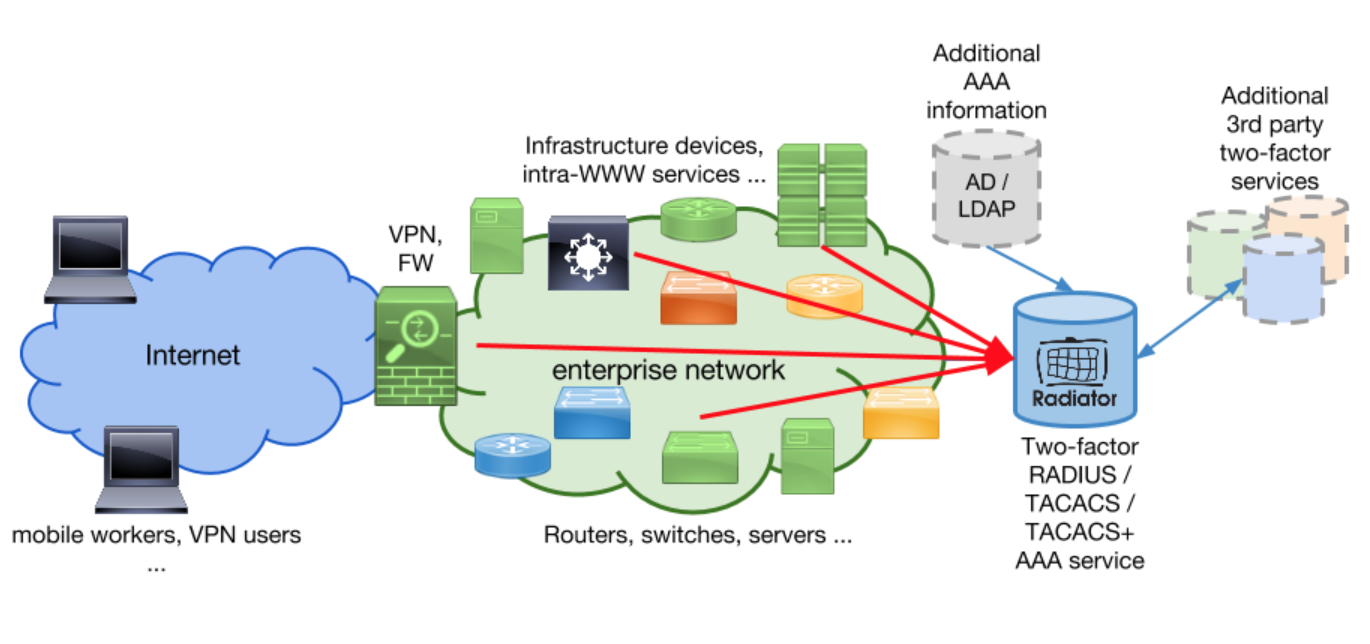 Additional
AAA
information
Additional
3rd party
two-factor
services
Infrastructure devices,
intra-WWW services ...
AD /
LDAP
VPN,
FW
Internet
enterprise network
Radiator
Two-factor
RADIUS /
TACACS /
TACACS+
AAA service
mobile workers, VPN users
...
Routers, switches, servers ...